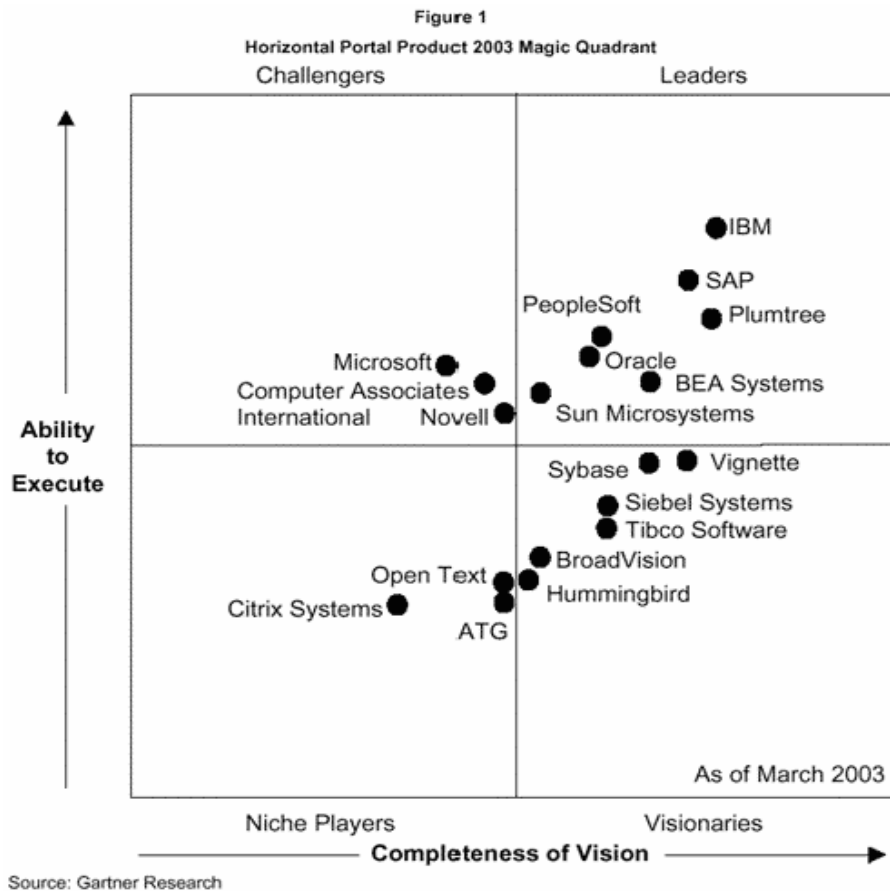 Figure 1
Horizontal Portal Product 2003 Magic Quadrant
Challengers
Leaders
IBM
SAP
Plumtree
PeopleSoft
Oracle
Microsoft
BEA Systems
Computer Associates
International
Novell
Sun Microsystems
Ability
to
Execute
Sybase
Vignette
Siebel Systems
Tibco Software
BroadVision
Open Text
Hummingbird
Citrix Systems
ATG
As of March 2003
Niche Players
Visionaries
Completeness of Vision
Source: Gartner Research